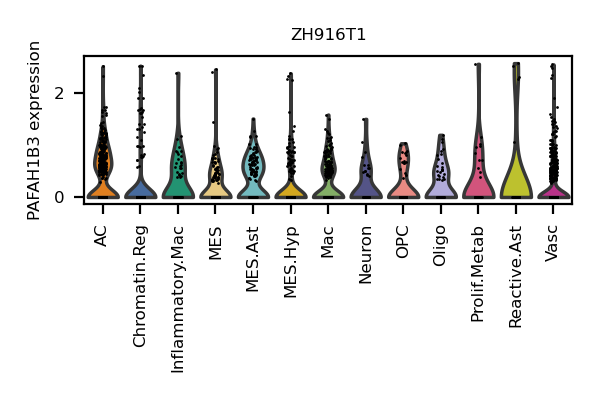 ZH916T1
PAFAH1B3 expression
2
0
AC
Chromatin.Reg
Inflammatory.Mac
MES
MES.Ast
MES.Hyp
Mac
Neuron
OPC
Oligo
Prolif.Metab
Reactive.Ast
Vasc